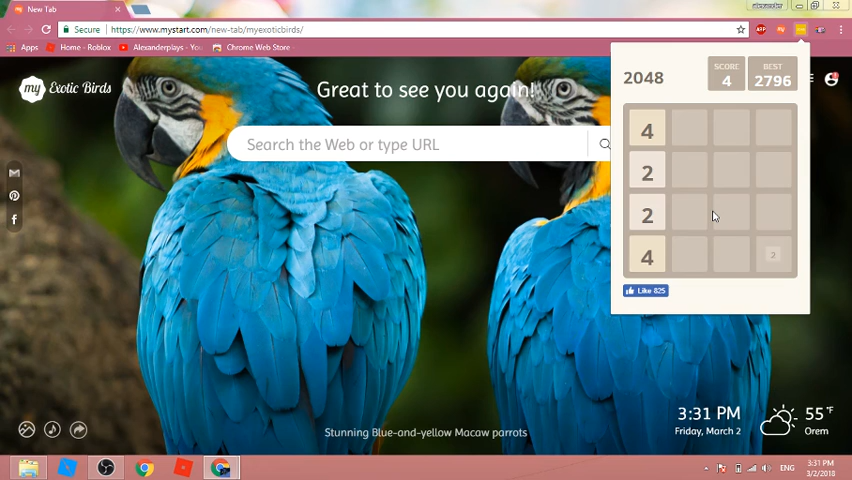 New Tab
alexander
Secure https://www.mystart.com/new-tab/myexoticbirds/
ABP my
Apps Home - Roblox Alexanderplays - You Chrome Web Store -
my Exotic Birds
Great to see you again!
Search the Web or type URL
2048
SCORE
4
BEST
2796
4
2
2
4 2
Like 825
3:31 PM
Friday, March 2
55 °F
Orem
Stunning Blue-and-yellow Macaw parrots
ENG
3:31 PM
3/2/2018